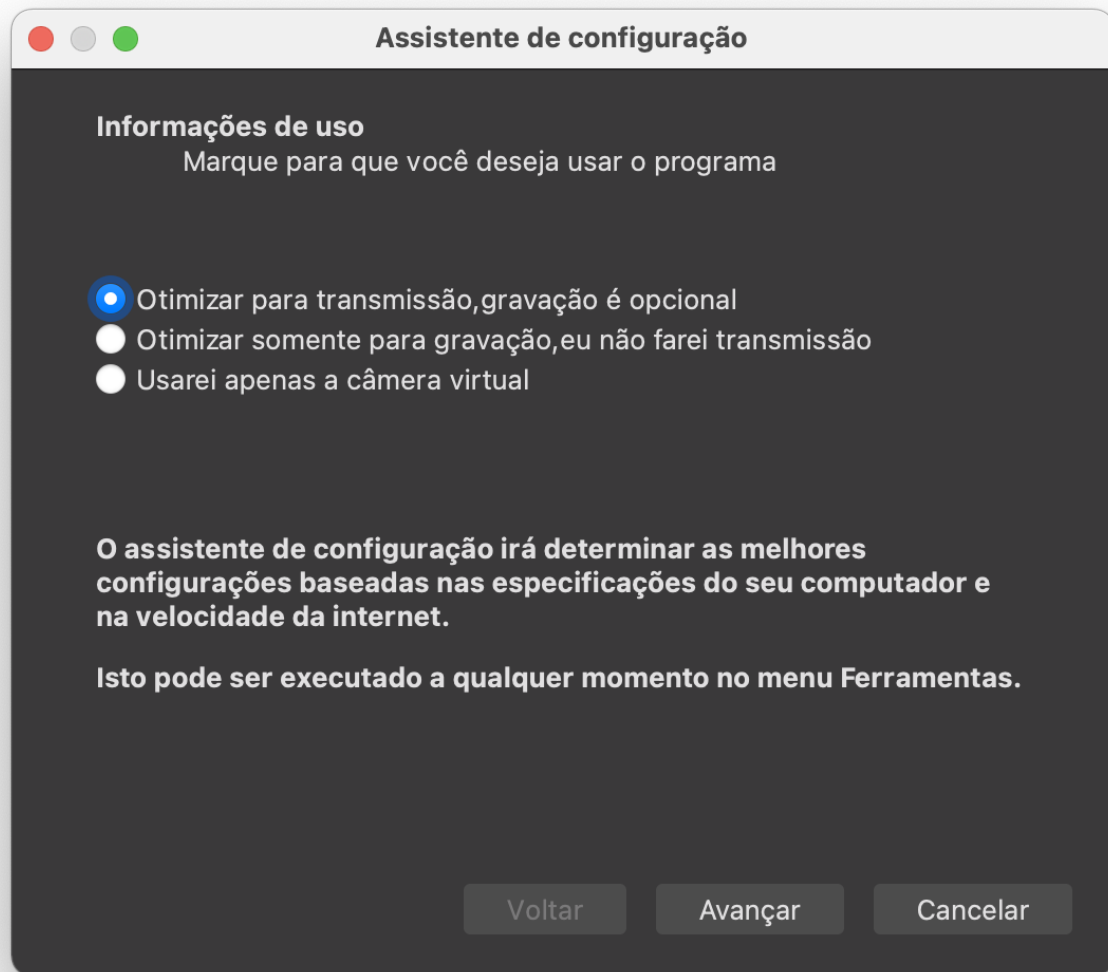 Assistente de configuração
Informações de uso
Marque para que você deseja usar o programa
Otimizar para transmissão,gravação é opcional
Otimizar somente para gravação,eu não farei transmissão
Usarei apenas a câmera virtual
O assistente de configuração irá determinar as melhores
configurações baseadas nas especificações do seu computador e
na velocidade da internet.
Isto pode ser executado a qualquer momento no menu Ferramentas.
Voltar Avançar Cancelar